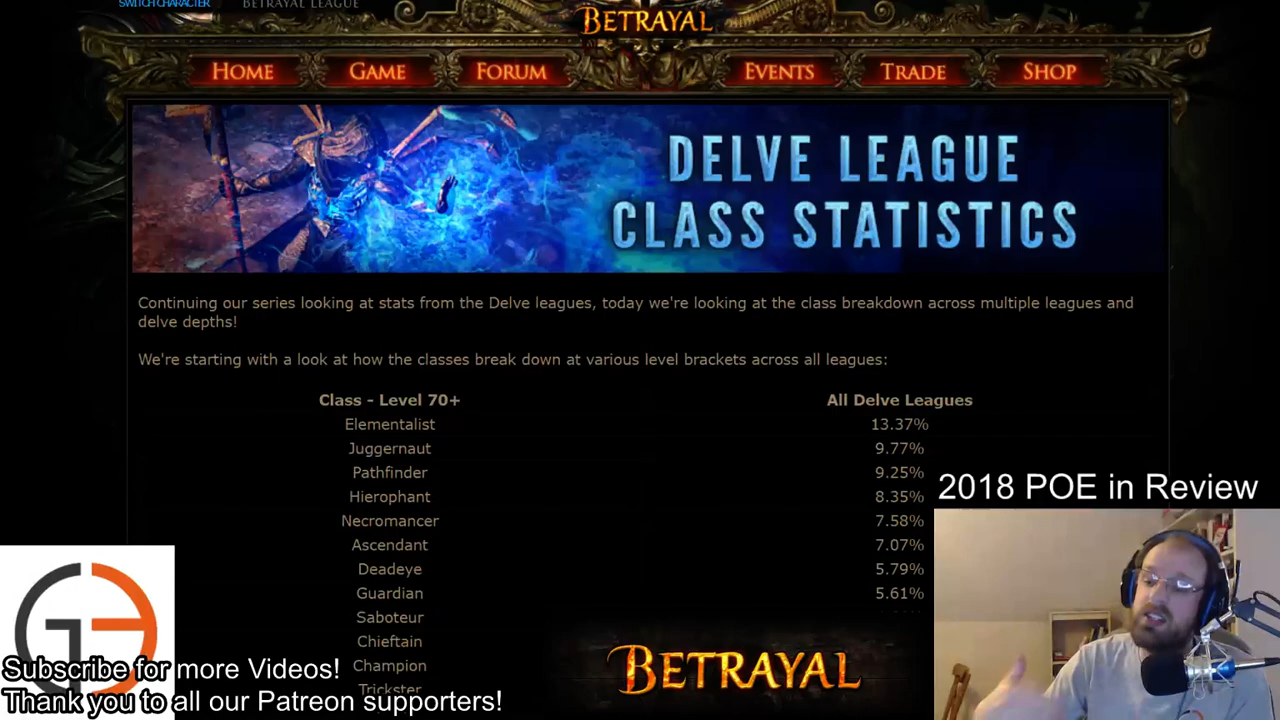 SWITCH CHARACTER
BETRAYAL LEAGUE
BETRAYAL
HOME
GAME
FORUM
EVENTS
TRADE
SHOP
DELVE LEAGUE
CLASS STATISTICS
Continuing our series looking at stats from the Delve leagues, today we're looking at the class breakdown across multiple leagues and
delve depths!
We're starting with a look at how the classes break down at various level brackets across all leagues:
Class - Level 70+ All Delve Leagues
Elementalist 13.37%
Juggernaut 9.77%
Pathfinder 9.25%
Hierophant 8.35%
Necromancer 7.58%
Ascendant 7.07%
Deadeye 5.79%
Guardian 5.61%
Saboteur
Chieftain
Champion
Trickster
2018 POE in Review
BETRAYAL
GE
Subscribe for more Videos!
Thank you to all our Patreon supporters!